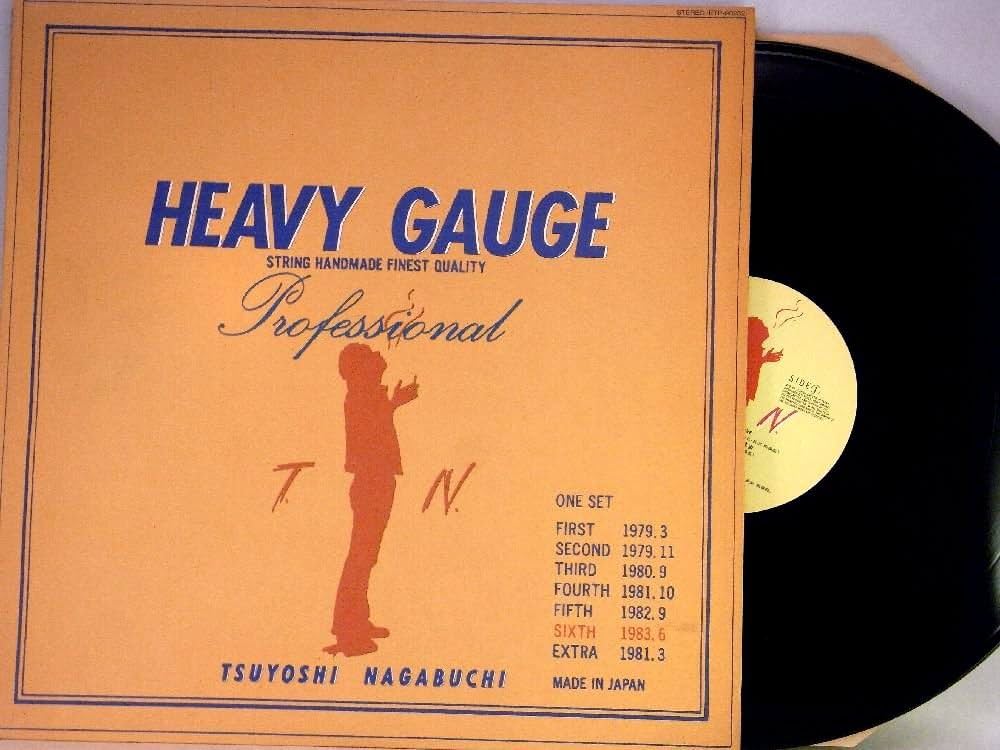 STEREO
HEAVY GAUGE
STRING HANDMADE FINEST QUALITY
Professional
T. N.
ONE SET
FIRST 1979.3
SECOND 1979.11
THIRD 1980.9
FOURTH 1981.10
FIFTH 1982.9
SIXTH 1983.6
EXTRA 1981.3
TSUYOSHI NAGABUCHI
MADE IN JAPAN
N.